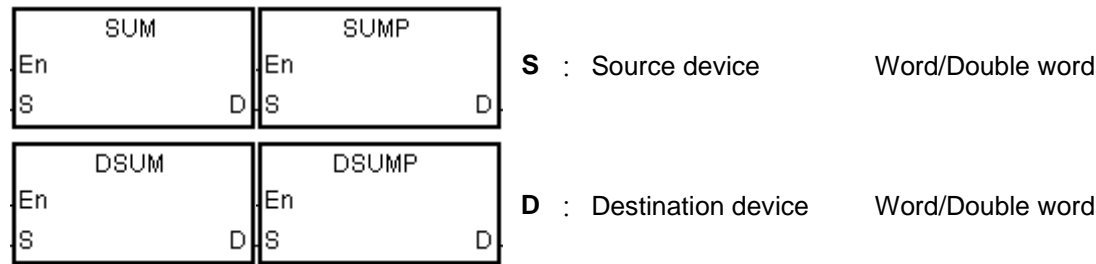 SUM SUMP
En En S : Source device Word/Double word
S D S D
DSUM DSUMP
En En D : Destination device Word/Double word
S D S D